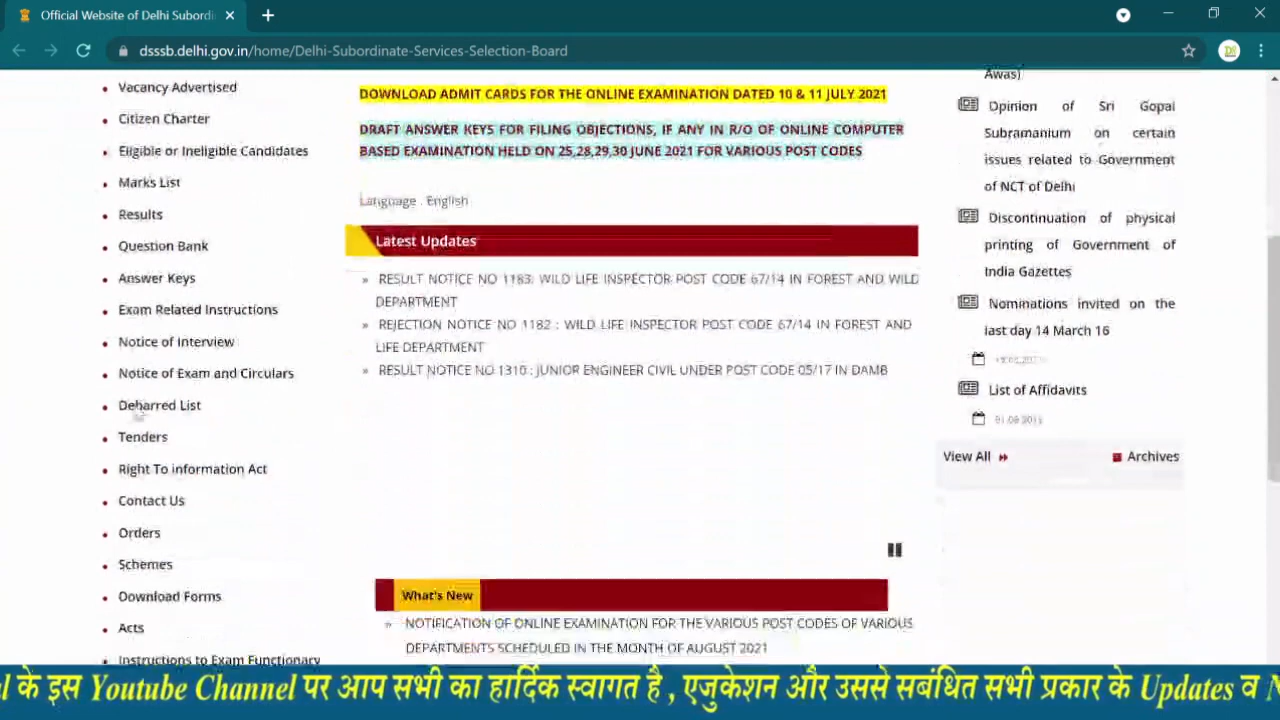 Official Website of Delhi Subordi
dsssb.delhi.gov.in/home/Delhi-Subordinate-Services-Selection-Board
Vacancy Advertised
Citizen Charter
Eligible or Ineligible Candidates
Marks List
Results
Question Bank
Answer Keys
Exam Related Instructions
Notice of Interview
Notice of Exam and Circulars
Debarred List
Tenders
Right To information Act
Contact Us
Orders
Schemes
Download Forms
Acts
Instructions to Exam Functionary
DOWNLOAD ADMIT CARDS FOR THE ONLINE EXAMINATION DATED 10 & 11 JULY 2021
DRAFT ANSWER KEYS FOR FILING OBJECTIONS, IF ANY IN R/O OF ONLINE COMPUTER
BASED EXAMINATION HELD ON 25,28,29,30 JUNE 2021 FOR VARIOUS POST CODES
Language . English
Latest Updates
» RESULT NOTICE NO 1183: WILD LIFE INSPECTOR POST CODE 67/14 IN FOREST AND WILD
DEPARTMENT
» REJECTION NOTICE NO 1182 : WILD LIFE INSPECTOR POST CODE 67/14 IN FOREST AND
LIFE DEPARTMENT
» RESULT NOTICE NO 1310 : JUNIOR ENGINEER CIVIL UNDER POST CODE 05/17 IN DAMB
What's New
» NOTIFICATION OF ONLINE EXAMINATION FOR THE VARIOUS POST CODES OF VARIOUS
DEPARTMENTS SCHEDULED IN THE MONTH OF AUGUST 2021
Awas)
Opinion of Sri Gopal
Subramanium on certain
issues related to Government
of NCT of Delhi
Discontinuation of physical
printing of Government of
India Gazettes
Nominations invited on the
last day 14 March 16
List of Affidavits
View All
Archives
के इस Youtube Channel पर आप सभी का हार्दिक स्वागत है , एजुकेशन और उससे सबंधित सभी प्रकार के Updates व